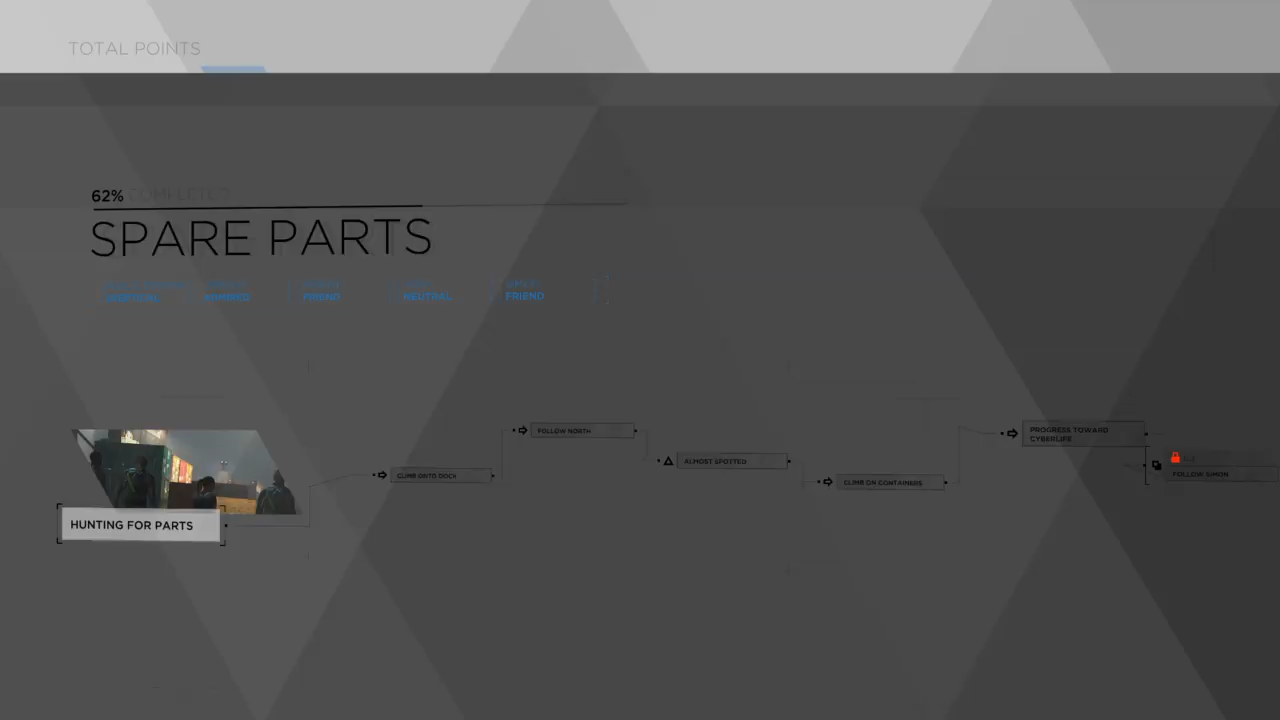 TOTAL POINTS
62% COMPLETED
SPARE PARTS
FRIEND
NEUTRAL
FRIEND
FOLLOW NORTH
PROGRESS TOWARD
CYBERLIFE
ALMOST SPOTTED
CLIMB ONTO DOCK
FOLLOW SIMON
CLIMB ON CONTAINERS
HUNTING FOR PARTS